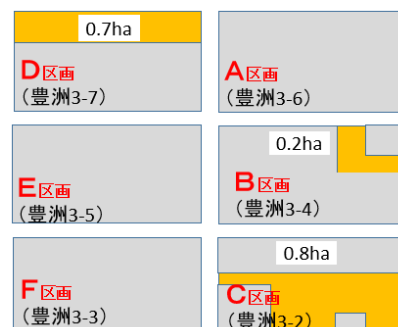 0.7ha
D区画
(豊洲3-7)
A区画
(豊洲3-6)
0.2ha
E区画
(豊洲3-5)
B区画
(豊洲3-4)
0.8ha
F区画
(豊洲3-3)
C区画
(豊洲3-2)